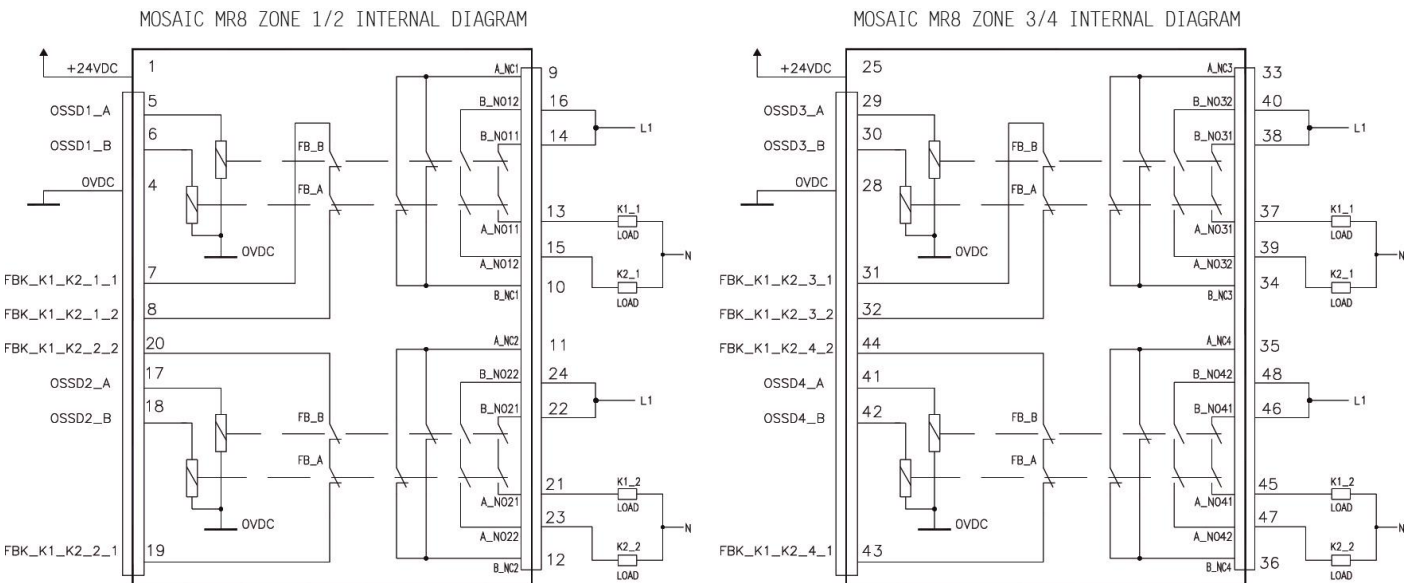 MOSAIC MR8 ZONE 1/2 INTERNAL DIAGRAM
+24VDC
1
A_NC1
9
OSSD1_A
5
B_NO12
16
6
L1
OSSD1_B
B_NO11
14
FB_B
0VDC
4
FB_A
13
K1_1
LOAD
A_NO11
15
N
0VDC
FBK_K1_K2_1_1
7
A_NO12
K2_1
LOAD
10
B_NC1
FBK_K1_K2_1_2
8
FBK_K1_K2_2_2
20
A_NC2
11
OSSD2_A
17
B_NO22
24
L1
OSSD2_B
18
B_NO21
22
FB_B
FB_A
21
K1_2
LOAD
A_NO21
23
N
0VDC
A_NO22
K2_2
LOAD
FBK_K1_K2_2_1
19
12
B_NC2
MOSAIC MR8 ZONE 3/4 INTERNAL DIAGRAM
+24VDC
25
A_NC3
33
OSSD3_A
29
B_NO32
40
30
L1
OSSD3_B
B_NO31
38
FB_B
0VDC
28
FB_A
37
K1_1
LOAD
A_NO31
39
N
0VDC
FBK_K1_K2_3_1
31
A_NO32
K2_1
LOAD
34
B_NC3
FBK_K1_K2_3_2
32
FBK_K1_K2_4_2
44
A_NC4
35
OSSD4_A
41
B_NO42
48
L1
OSSD4_B
42
B_NO41
46
FB_B
FB_A
45
K1_2
LOAD
A_NO41
47
N
0VDC
A_NO42
K2_2
LOAD
FBK_K1_K2_4_1
43
36
B_NC4